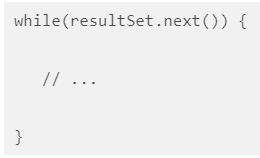 while(resultSet.next()) {
// ...
}